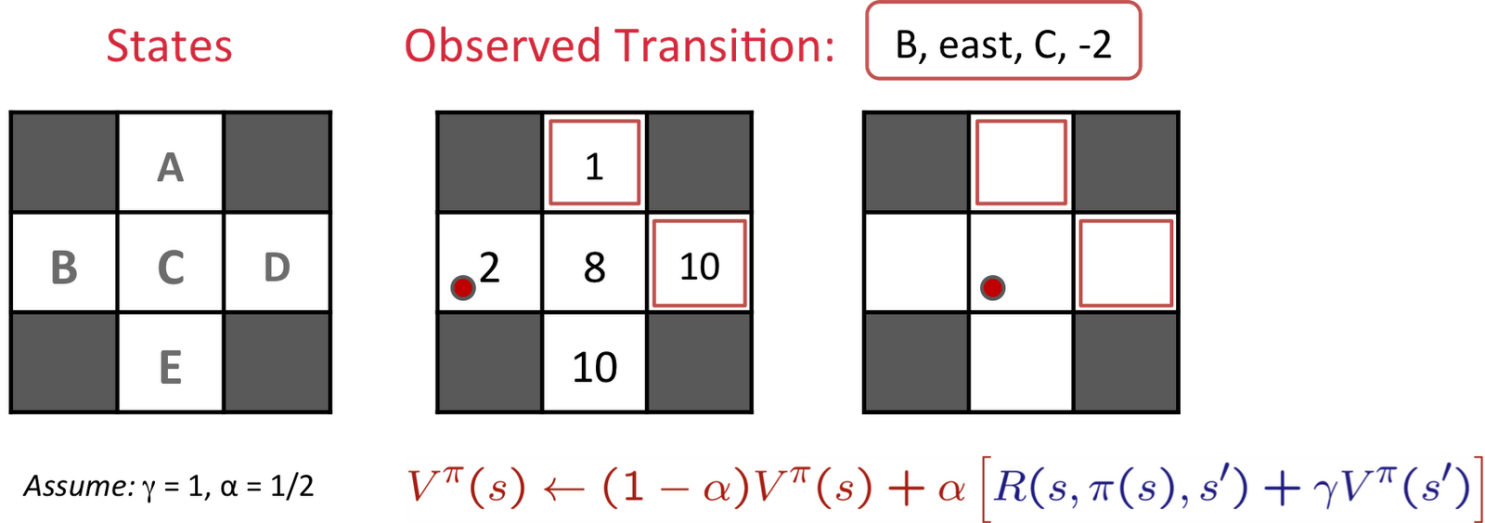 States
Observed Transition:
B, east, C, -2
A
B C D
E
1
2 8 10
10
Assume: γ = 1, α = 1/2
V^π(s) ← (1 − α)V^π(s) + α [R(s, π(s), s′) + γV^π(s′)]